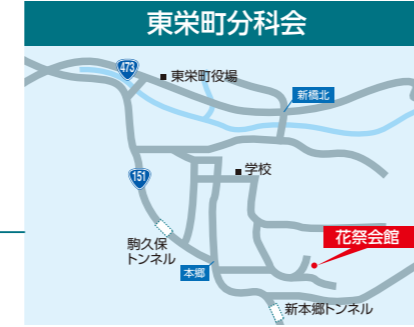 東栄町分科会
473
東栄町役場
新橋北
学校
151
花祭会館
駒久保
トンネル
本郷
新本郷トンネル